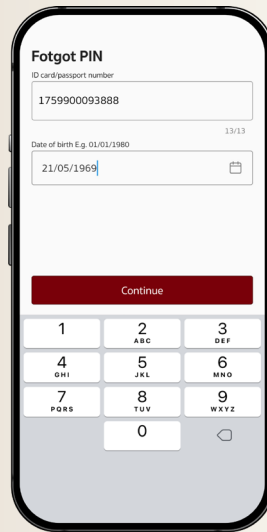 Fotgot PIN
ID card/passport number
1759900093888
13/13
Date of birth E.g. 01/01/1980
21/05/1969
Continue
1
2 ABC
3 DEF
4 GHI
5 JKL
6 MNO
7 PQRS
8 TUV
9 WXYZ
0